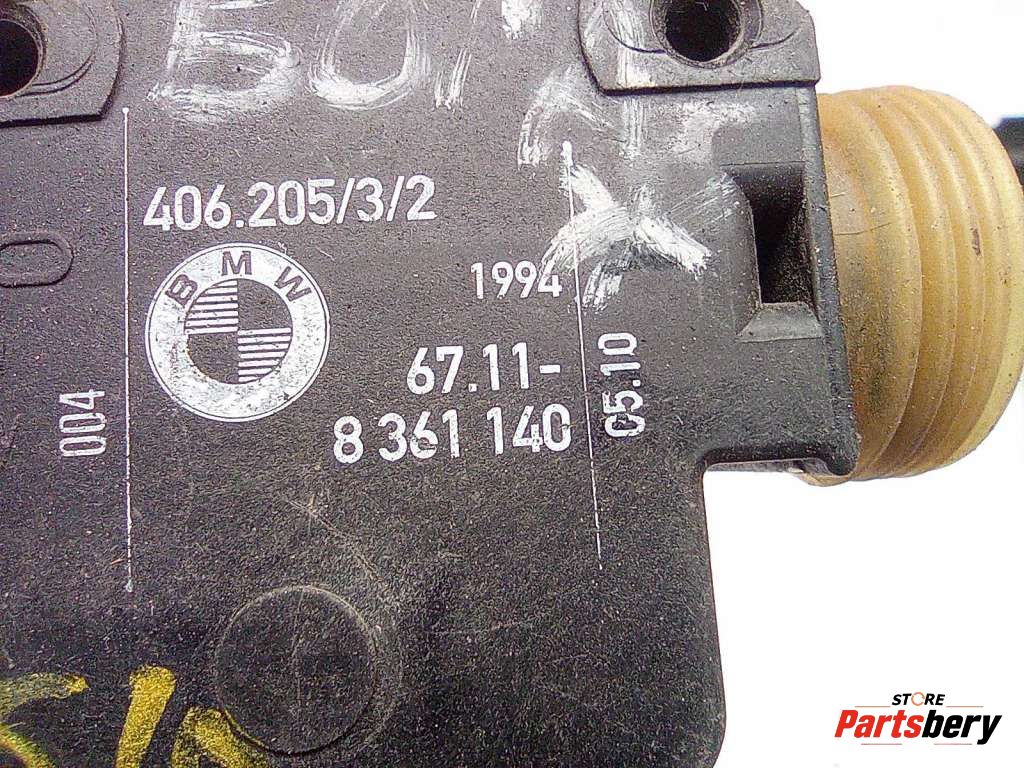 406.205/3/2
BMW
1994
67.11-
8 361 140
004
05.10
STORE
Partsbery